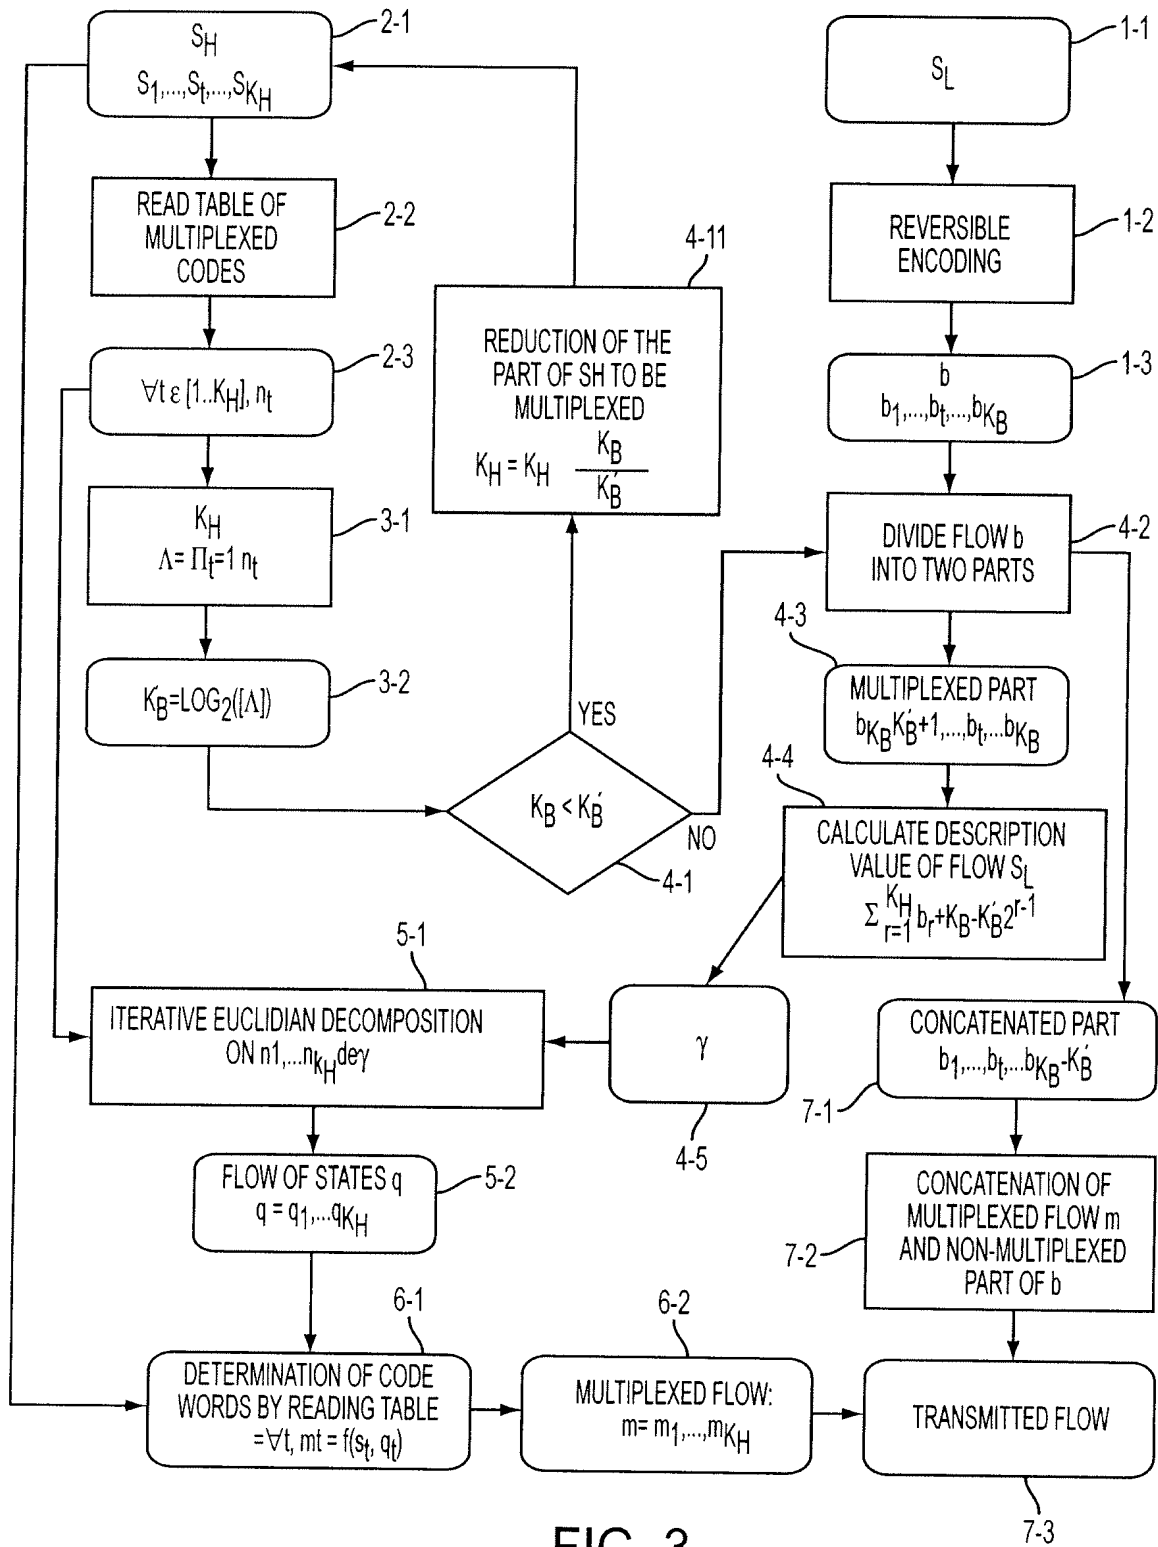 2-1
S_H
S_1,...,S_t,...,S_K_H
1-1
S_L
READ TABLE OF
MULTIPLEXED
CODES
2-2
REVERSIBLE
ENCODING
1-2
4-11
REDUCTION OF THE
PART OF SH TO BE
MULTIPLEXED
K_H = K_H K_B / K'_B
2-3
∀t ε [1..K_H], n_t
1-3
b
b_1,...,b_t,...,b_K_B
3-1
K_H
Λ = Π_t=1 n_t
DIVIDE FLOW b
INTO TWO PARTS
4-2
3-2
K'_B=LOG_2([Λ])
4-3
MULTIPLEXED PART
b_K_B K'_B+1,...,b_t,...b_K_B
YES
K_B < K'_B
NO
4-1
4-4
CALCULATE DESCRIPTION
VALUE OF FLOW S_L
Σ K_H r=1 b_r+K_B-K'_B 2^r-1
5-1
ITERATIVE EUCLIDIAN DECOMPOSITION
ON n1,...n_k_H deγ
γ
4-5
CONCATENATED PART
b_1,...,b_t,...b_K_B-K'_B
7-1
FLOW OF STATES q
q = q_1,...q_K_H
5-2
CONCATENATION OF
MULTIPLEXED FLOW m
AND NON-MULTIPLEXED
PART OF b
7-2
6-1
DETERMINATION OF CODE
WORDS BY READING TABLE
=∀t, mt = f(s_t, q_t)
6-2
MULTIPLEXED FLOW:
m= m_1,...,m_K_H
TRANSMITTED FLOW
7-3
FIG. 3